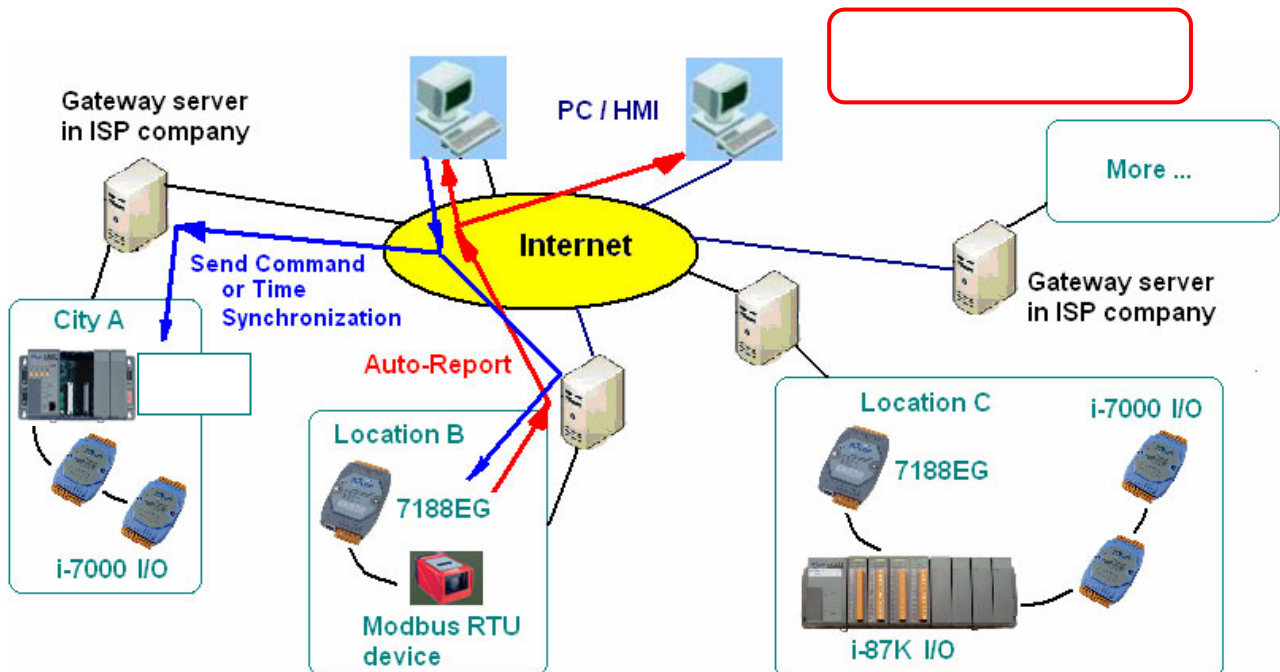 Gateway server
in ISP company
PC / HMI
More ...
Internet
Send Command
or Time
Synchronization
Gateway server
in ISP company
City A
i-7000 I/O
Auto-Report
Location B
7188EG
Modbus RTU
device
Location C
i-7000 I/O
7188EG
i-87K I/O